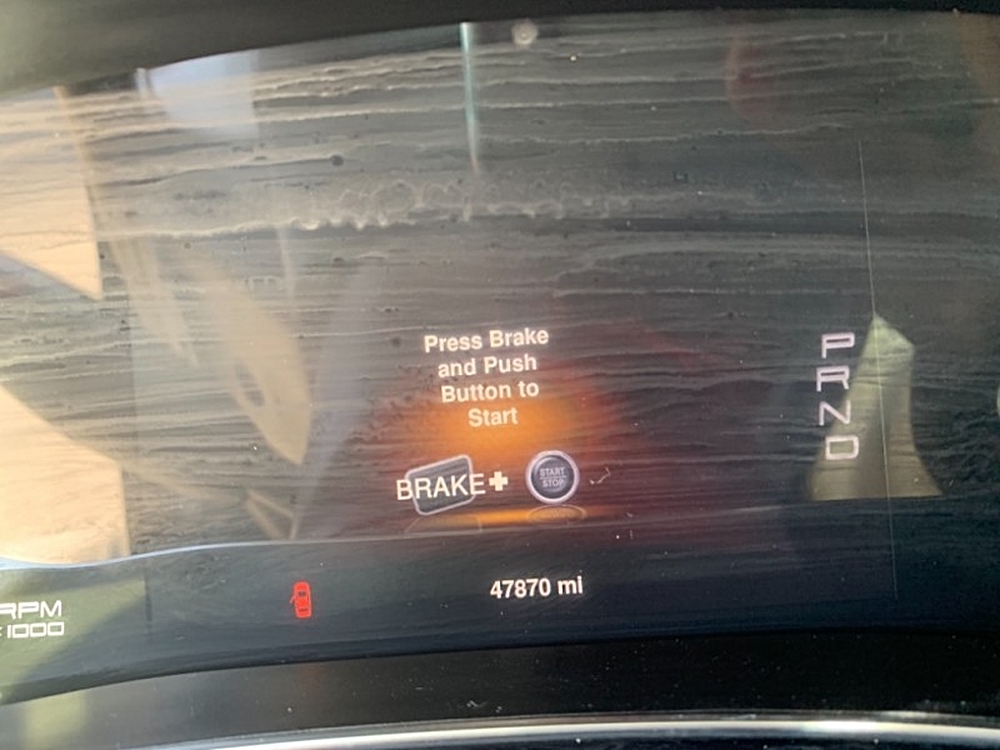 Press Brake
and Push
Button to
Start
BRAKE+
START
STOP
P
R
N
D
47870 mi
RPM
1000